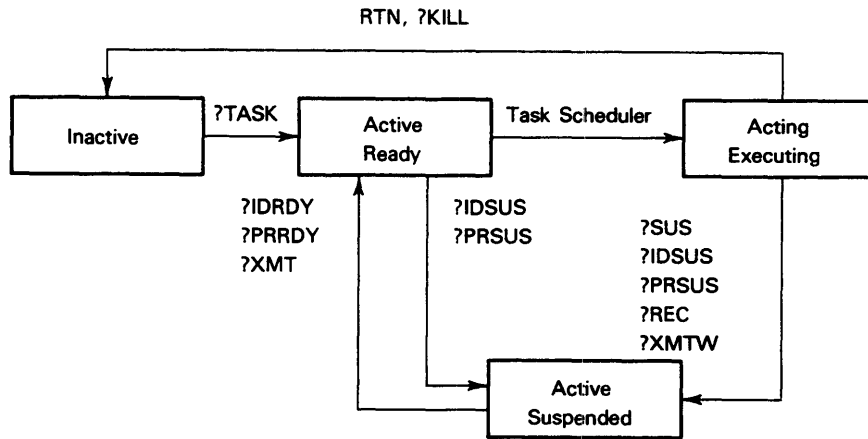 RTN, ?KILL
Inactive
?TASK
Active
Ready
Task Scheduler
Acting
Executing
?IDRDY
?PRRDY
?XMT
?IDSUS
?PRSUS
?SUS
?IDSUS
?PRSUS
?REC
?XMTW
Active
Suspended